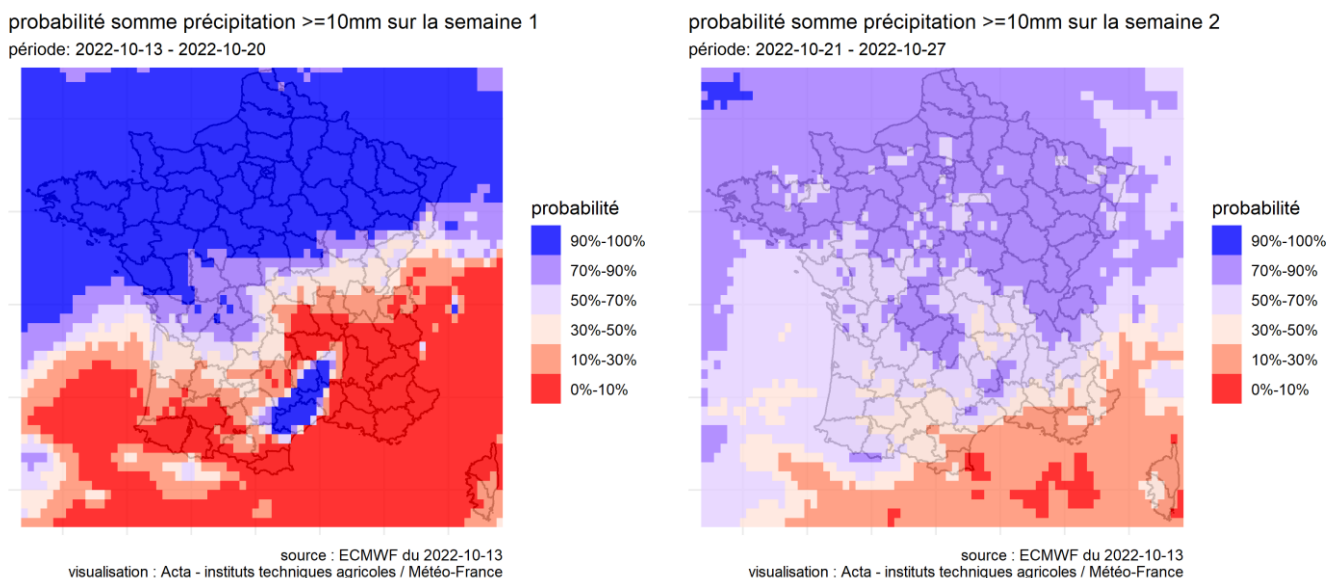 probabilité somme précipitation >=10mm sur la semaine 1
période: 2022-10-13 - 2022-10-20
probabilité
90%-100%
70%-90%
50%-70%
30%-50%
10%-30%
0%-10%
source : ECMWF du 2022-10-13
visualisation : Acta - instituts techniques agricoles / Météo-France
probabilité somme précipitation >=10mm sur la semaine 2
période: 2022-10-21 - 2022-10-27
probabilité
90%-100%
70%-90%
50%-70%
30%-50%
10%-30%
0%-10%
source : ECMWF du 2022-10-13
visualisation : Acta - instituts techniques agricoles / Météo-France